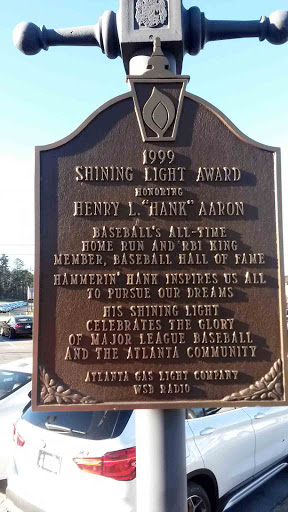 1999
SHINING LIGHT AWARD
HONORING
HENRY L. "HANK" AARON
BASEBALL'S ALL-TIME
HOME RUN AND RBI KING
MEMBER, BASEBALL HALL OF FAME
HAMMERIN' HANK INSPIRES US ALL
TO PURSUE OUR DREAMS
HIS SHINING LIGHT
CELEBRATES THE GLORY
OF MAJOR LEAGUE BASEBALL
AND THE ATLANTA COMMUNITY
ATLANTA GAS LIGHT COMPANY
WSB RADIO